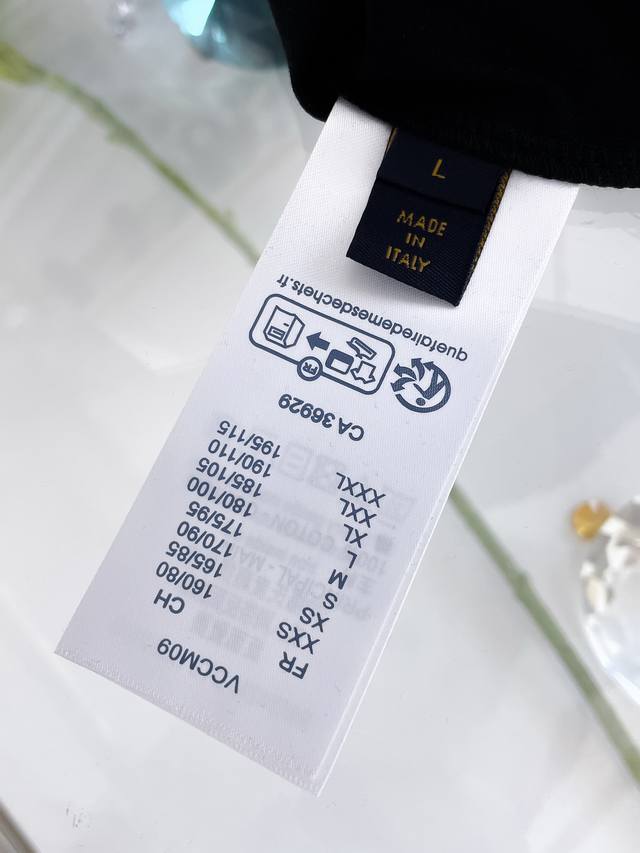 L
MADE
IN
ITALY
VCCM09
FR CH
XXS 160/80
XS 165/85
S 170/90
M 175/95
L 180/100
XL 185/105
XXL 190/110
XXXL 195/115
CA 36929
FR
quefairedemesdechets.fr